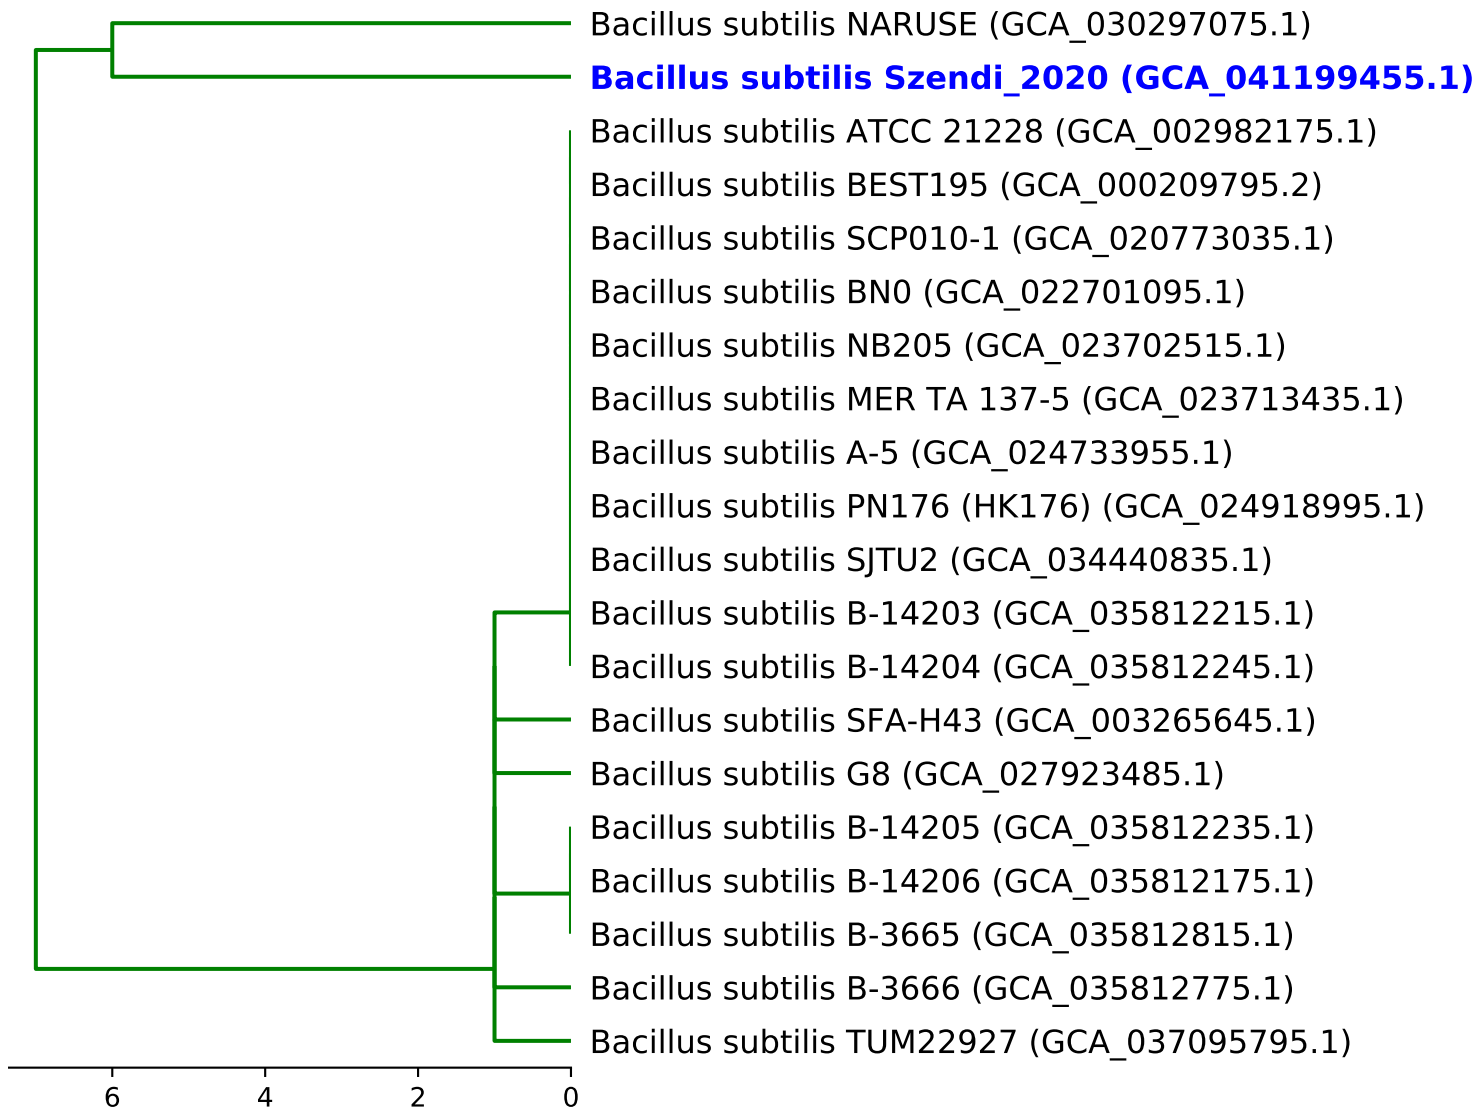 Bacillus subtilis NARUSE (GCA_030297075.1)
Bacillus subtilis Szendi_2020 (GCA_041199455.1)
Bacillus subtilis ATCC 21228 (GCA_002982175.1)
Bacillus subtilis BEST195 (GCA_000209795.2)
Bacillus subtilis SCP010-1 (GCA_020773035.1)
Bacillus subtilis BN0 (GCA_022701095.1)
Bacillus subtilis NB205 (GCA_023702515.1)
Bacillus subtilis MER TA 137-5 (GCA_023713435.1)
Bacillus subtilis A-5 (GCA_024733955.1)
Bacillus subtilis PN176 (HK176) (GCA_024918995.1)
Bacillus subtilis SJTU2 (GCA_034440835.1)
Bacillus subtilis B-14203 (GCA_035812215.1)
Bacillus subtilis B-14204 (GCA_035812245.1)
Bacillus subtilis SFA-H43 (GCA_003265645.1)
Bacillus subtilis G8 (GCA_027923485.1)
Bacillus subtilis B-14205 (GCA_035812235.1)
Bacillus subtilis B-14206 (GCA_035812175.1)
Bacillus subtilis B-3665 (GCA_035812815.1)
Bacillus subtilis B-3666 (GCA_035812775.1)
Bacillus subtilis TUM22927 (GCA_037095795.1)
6 4 2 0